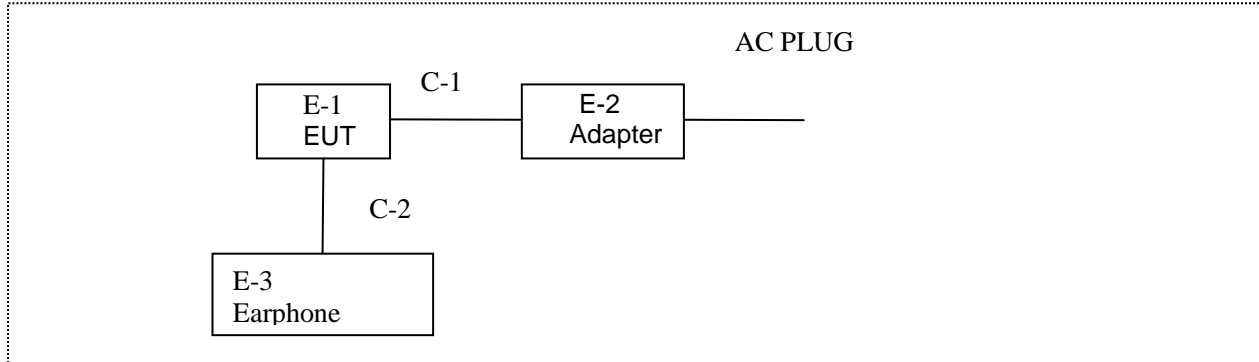 AC PLUG
C-1
E-1
EUT
E-2
Adapter
C-2
E-3
Earphone